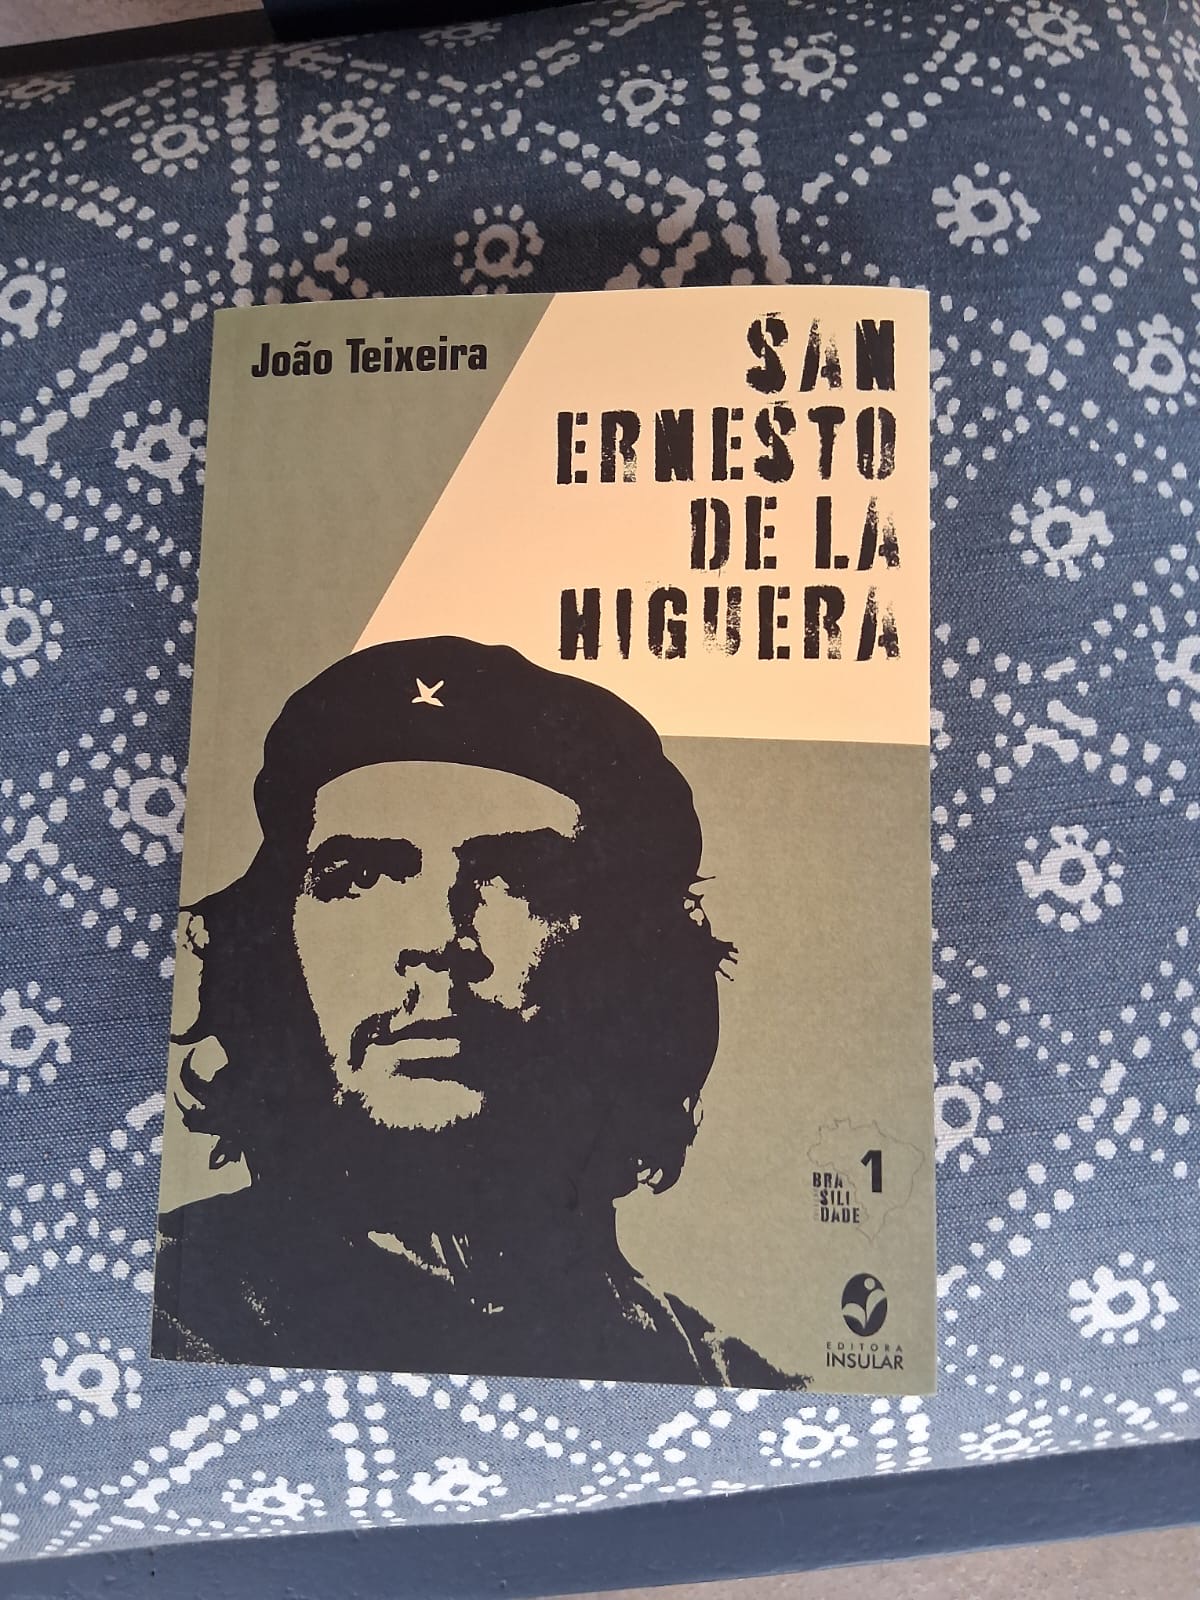 João Teixeira
SAN
ERNESTO
DE LA
HIGUERA
1
BRA
SILI
DADE
EDITORA
INSULAR